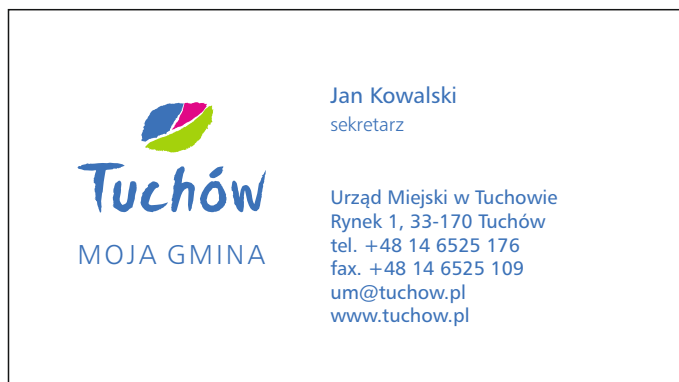 Tuchów
MOJA GMINA
Jan Kowalski
sekretarz
Urząd Miejski w Tuchowie
Rynek 1, 33-170 Tuchów
tel. +48 14 6525 176
fax. +48 14 6525 109
um@tuchow.pl
www.tuchow.pl